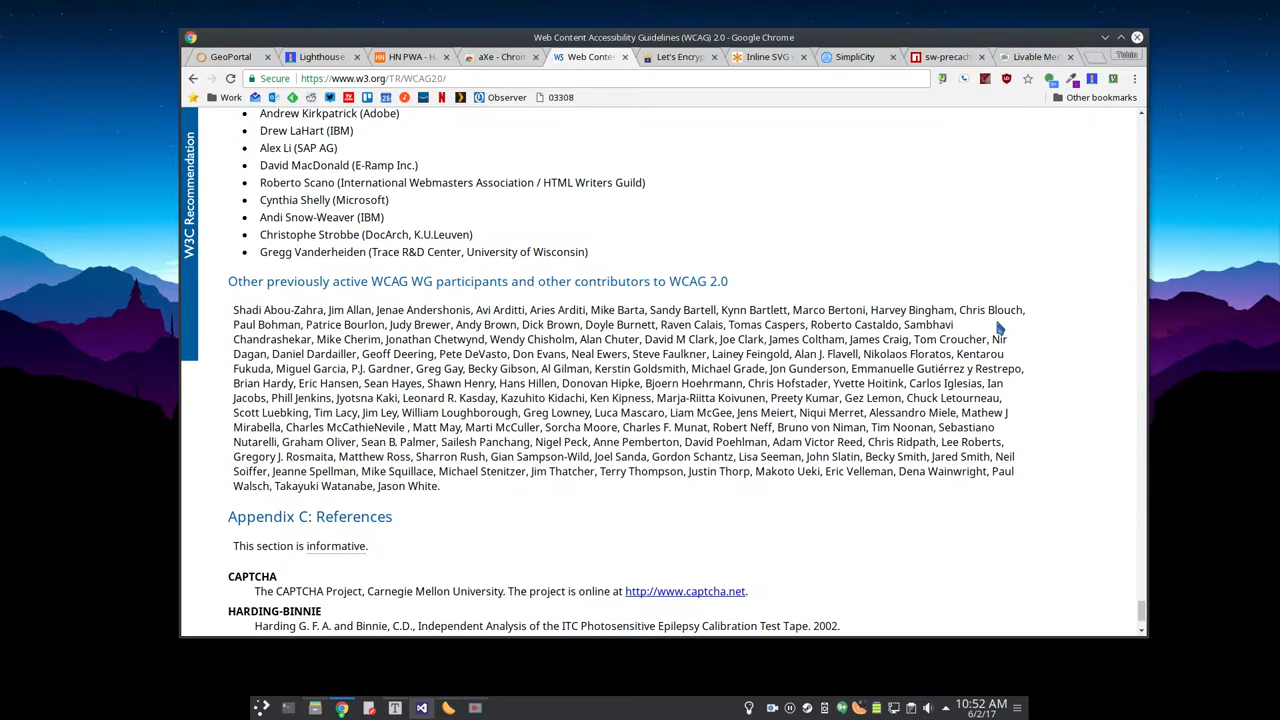 Web Content Accessibility Guidelines (WCAG) 2.0 - Google Chrome
GeoPortal
Lighthouse
HN PWA - H
aXe - Chrom
W3 Web Conte
Let's Encryp
Inline SVG
SimpliCity
sw-precach
Livable Me
Tobin
Secure
https://www.w3.org/TR/WCAG20/
Work
Observer
03308
Other bookmarks
W3C Recommendation
Andrew Kirkpatrick (Adobe)
Drew LaHart (IBM)
Alex Li (SAP AG)
David MacDonald (E-Ramp Inc.)
Roberto Scano (International Webmasters Association / HTML Writers Guild)
Cynthia Shelly (Microsoft)
Andi Snow-Weaver (IBM)
Christophe Strobbe (DocArch, K.U.Leuven)
Gregg Vanderheiden (Trace R&D Center, University of Wisconsin)
Other previously active WCAG WG participants and other contributors to WCAG 2.0
Shadi Abou-Zahra, Jim Allan, Jenae Andershonis, Avi Arditti, Aries Arditi, Mike Barta, Sandy Bartell, Kynn Bartlett, Marco Bertoni, Harvey Bingham, Chris Blouch,
Paul Bohman, Patrice Bourlon, Judy Brewer, Andy Brown, Dick Brown, Doyle Burnett, Raven Calais, Tomas Caspers, Roberto Castaldo, Sambhavi
Chandrashekar, Mike Cherim, Jonathan Chetwynd, Wendy Chisholm, Alan Chuter, David M Clark, Joe Clark, James Coltham, James Craig, Tom Croucher, Nir
Dagan, Daniel Dardailler, Geoff Deering, Pete DeVasto, Don Evans, Neal Ewers, Steve Faulkner, Lainey Feingold, Alan J. Flavell, Nikolaos Floratos, Kentarou
Fukuda, Miguel Garcia, P.J. Gardner, Greg Gay, Becky Gibson, Al Gilman, Kerstin Goldsmith, Michael Grade, Jon Gunderson, Emmanuelle Gutiérrez y Restrepo,
Brian Hardy, Eric Hansen, Sean Hayes, Shawn Henry, Hans Hillen, Donovan Hipke, Bjoern Hoehrmann, Chris Hofstader, Yvette Hoitink, Carlos Iglesias, Ian
Jacobs, Phill Jenkins, Jyotsna Kaki, Leonard R. Kasday, Kazuhito Kidachi, Ken Kipness, Marja-Riitta Koivunen, Preety Kumar, Gez Lemon, Chuck Letourneau,
Scott Luebking, Tim Lacy, Jim Ley, William Loughborough, Greg Lowney, Luca Mascaro, Liam McGee, Jens Meiert, Niqui Merret, Alessandro Miele, Mathew J
Mirabella, Charles McCathieNevile , Matt May, Marti McCuller, Sorcha Moore, Charles F. Munat, Robert Neff, Bruno von Niman, Tim Noonan, Sebastiano
Nutarelli, Graham Oliver, Sean B. Palmer, Sailesh Panchang, Nigel Peck, Anne Pemberton, David Poehlman, Adam Victor Reed, Chris Ridpath, Lee Roberts,
Gregory J. Rosmaita, Matthew Ross, Sharron Rush, Gian Sampson-Wild, Joel Sanda, Gordon Schantz, Lisa Seeman, John Slatin, Becky Smith, Jared Smith, Neil
Soiffer, Jeanne Spellman, Mike Squillace, Michael Stenitzer, Jim Thatcher, Terry Thompson, Justin Thorp, Makoto Ueki, Eric Velleman, Dena Wainwright, Paul
Walsch, Takayuki Watanabe, Jason White.
Appendix C: References
This section is informative.
CAPTCHA
The CAPTCHA Project, Carnegie Mellon University. The project is online at http://www.captcha.net.
HARDING-BINNIE
Harding G. F. A. and Binnie, C.D., Independent Analysis of the ITC Photosensitive Epilepsy Calibration Test Tape. 2002.
10:52 AM
6/2/17